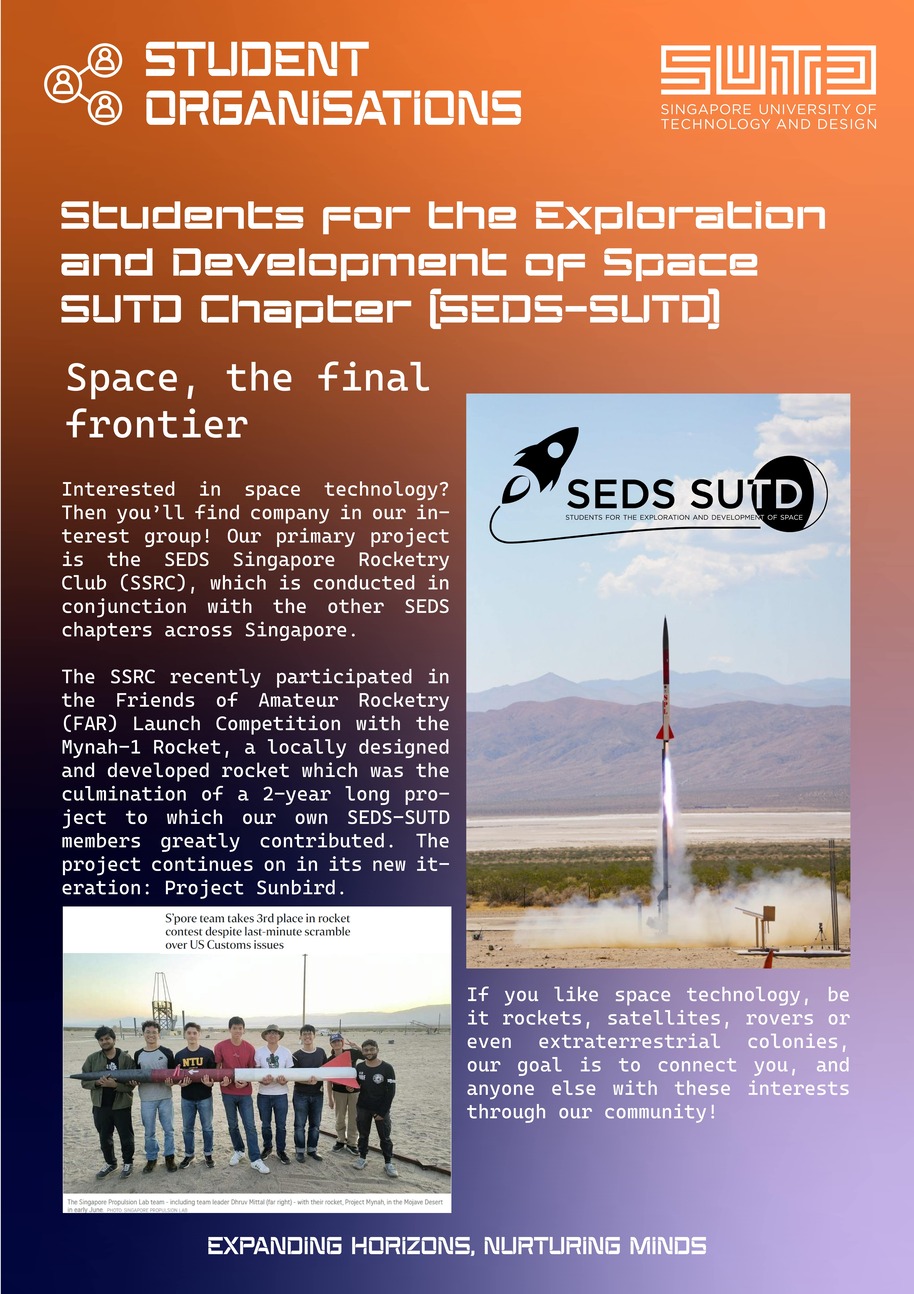 STUDENT
ORGANISATIONS
SUTD
SINGAPORE UNIVERSITY OF
TECHNOLOGY AND DESIGN
Students for the Exploration
and Development of Space
SUTD Chapter (SEDS-SUTD)
Space, the final
frontier
Interested in space technology?
Then you’ll find company in our in-
terest group! Our primary project
is the SEDS Singapore Rocketry
Club (SSRC), which is conducted in
conjunction with the other SEDS
chapters across Singapore.
The SSRC recently participated in
the Friends of Amateur Rocketry
(FAR) Launch Competition with the
Mynah-1 Rocket, a locally designed
and developed rocket which was the
culmination of a 2-year long pro-
ject to which our own SEDS-SUTD
members greatly contributed. The
project continues on in its new it-
eration: Project Sunbird.
S'pore team takes 3rd place in rocket
contest despite last-minute scramble
over US Customs issues
NTU
The Singapore Propulsion Lab team - including team leader Dhruv Mittal (far right) - with their rocket, Project Mynah, in the Mojave Desert
in early June. PHOTO: SINGAPORE PROPULSION LAB
SEDS SUTD
STUDENTS FOR THE EXPLORATION AND DEVELOPMENT OF SPACE
SPL
If you like space technology, be
it rockets, satellites, rovers or
even extraterrestrial colonies,
our goal is to connect you, and
anyone else with these interests
through our community!
EXPANDING HORIZONS, NURTURING MINDS